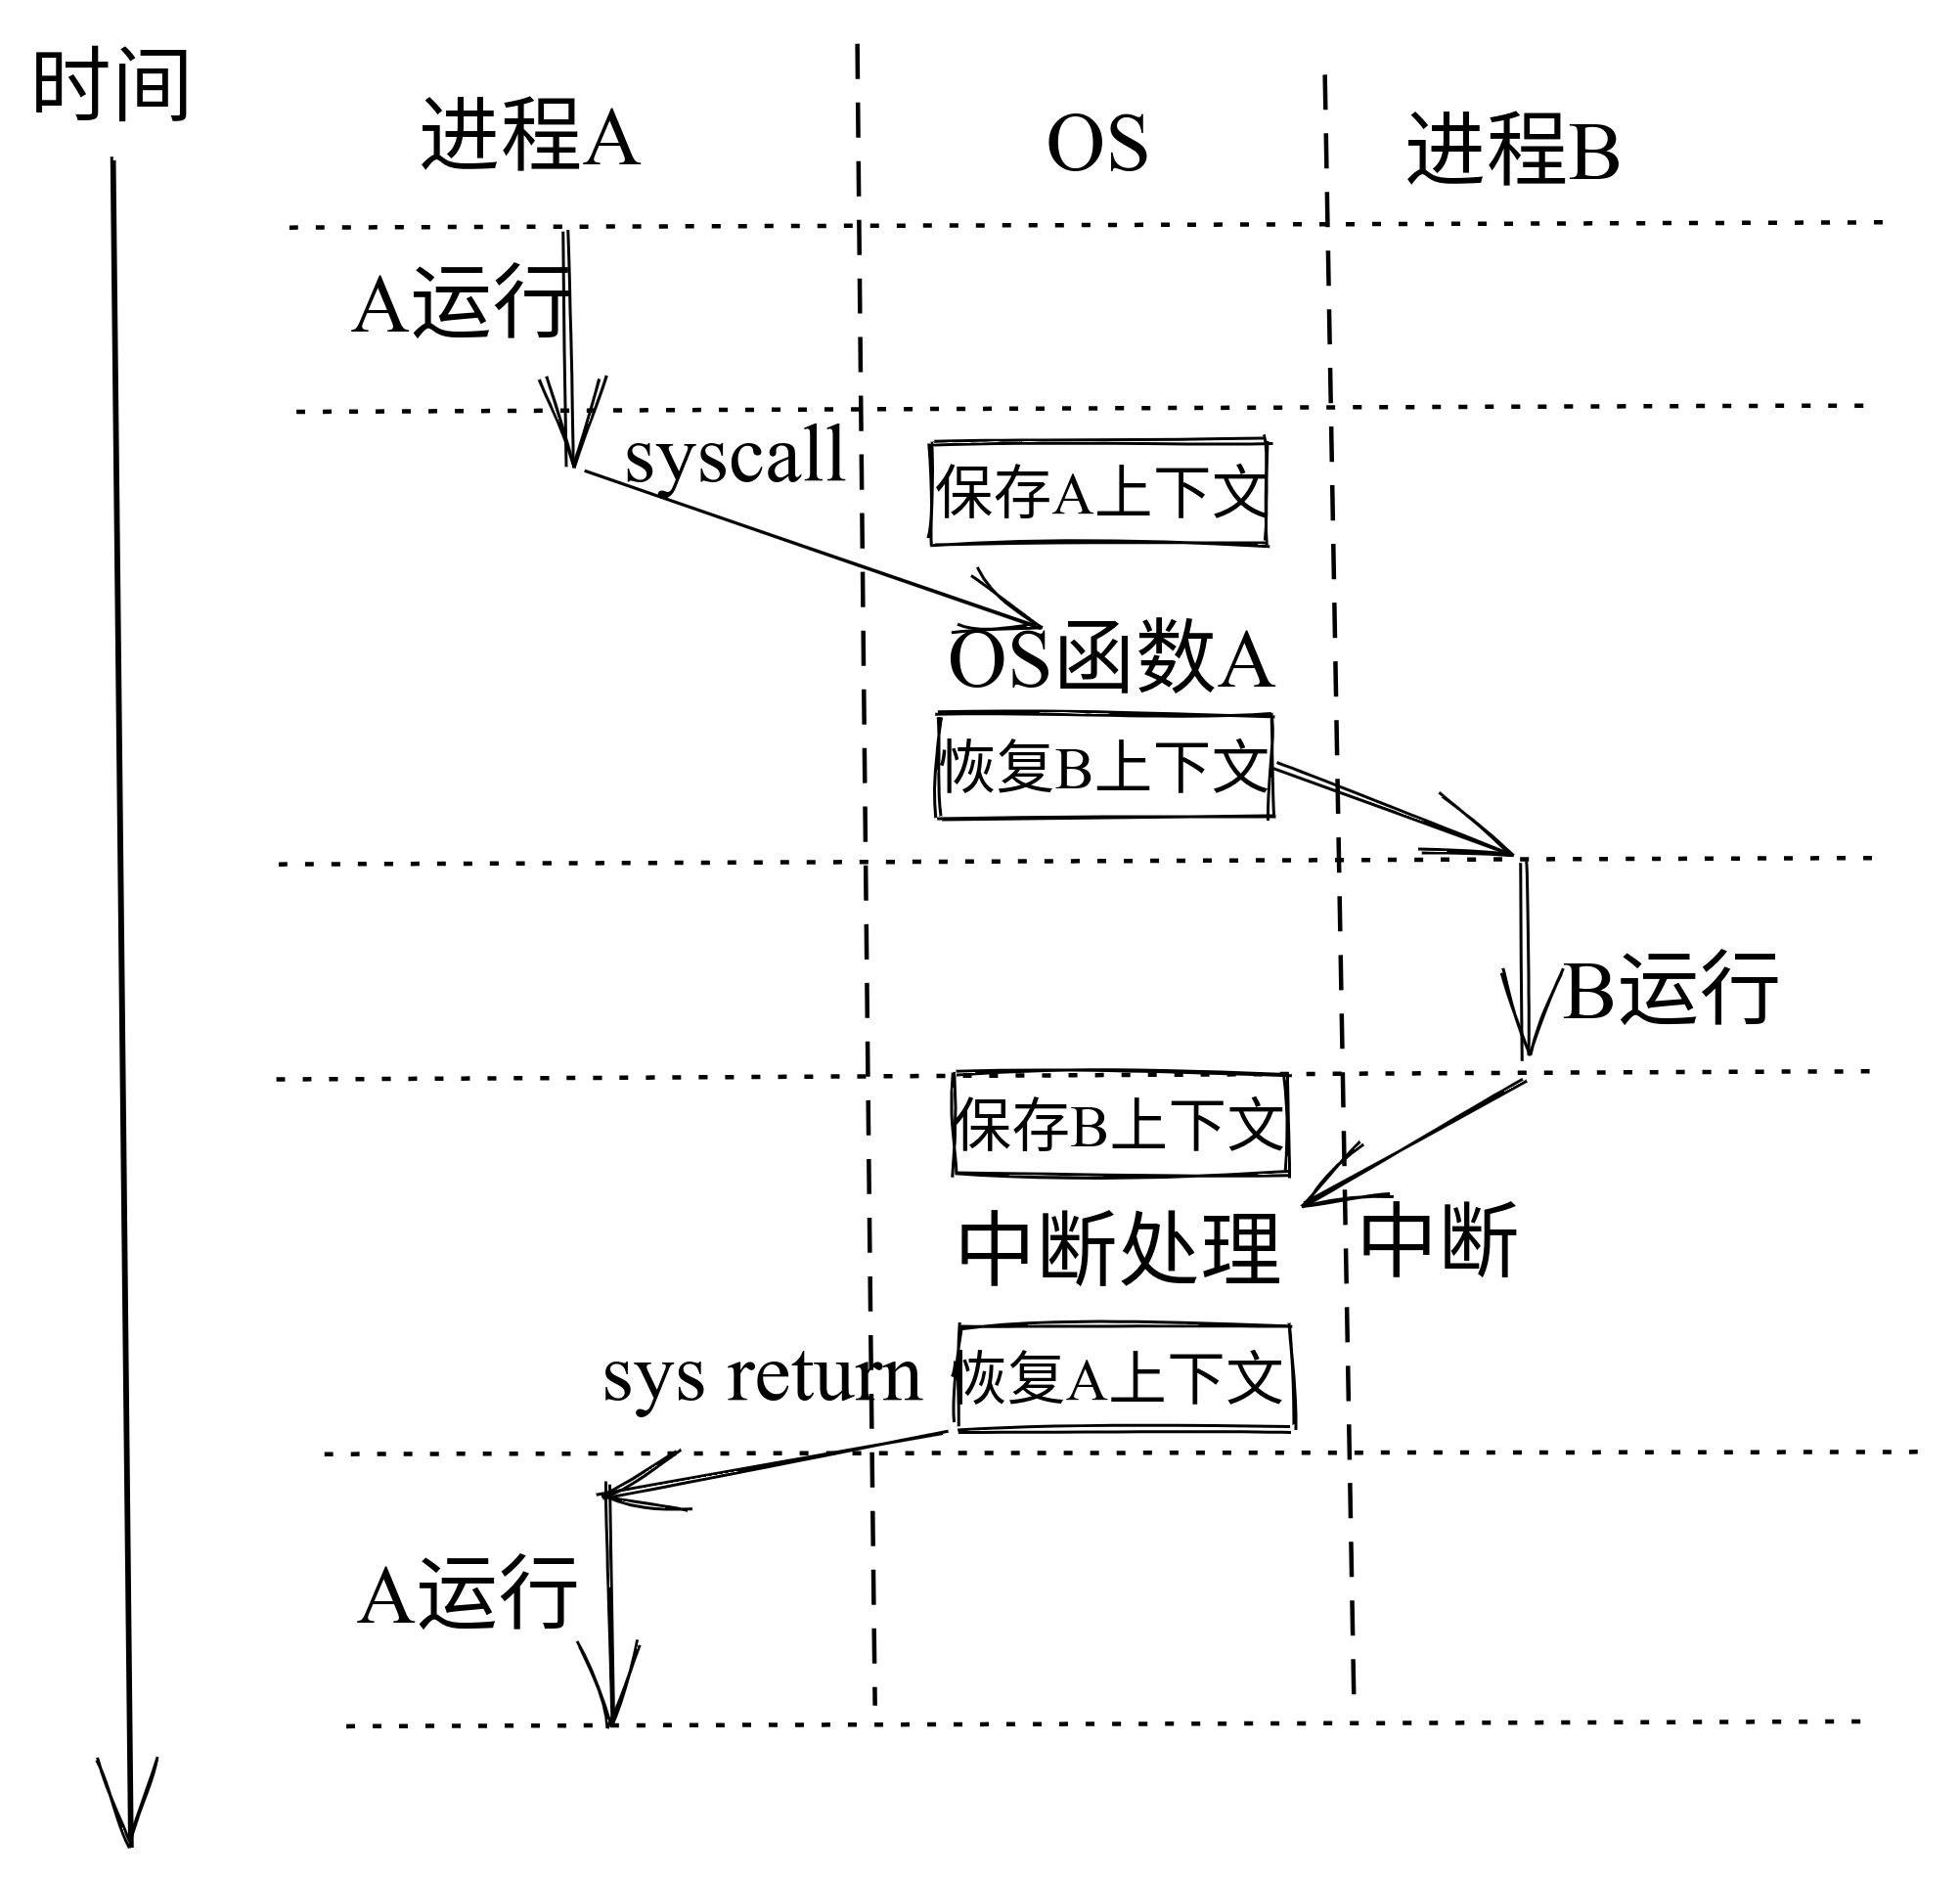 时间
进程A
OS
进程B
A运行
syscall
保存A上下文
OS函数A
恢复B上下文
B运行
保存B上下文
中断处理
中断
sys return
恢复A上下文
A运行